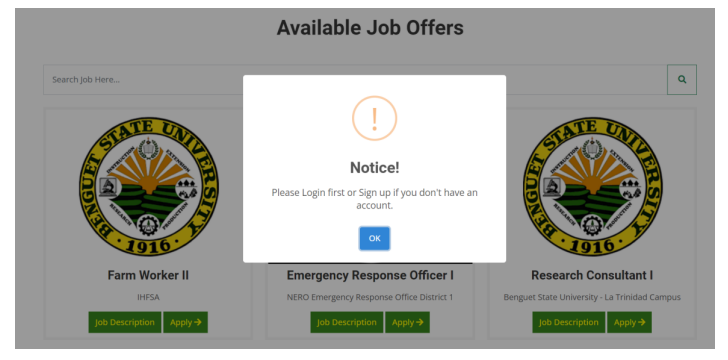 Available Job Offers
Search Job Here...
Notice!
Please Login first or Sign up if you don't have an
account.
OK
BENGUET STATE UNIVERSITY
INSTRUCTION
EXTENSION
RESEARCH
PRODUCTION
·1916·
BENGUET STATE UNIVERSITY
INSTRUCTION
EXTENSION
RESEARCH
PRODUCTION
·1916·
Farm Worker II
Emergency Response Officer I
Research Consultant I
IHFSA
NERO Emergency Response Office District 1
Benguet State University - La Trinidad Campus
Job Description
Apply →
Job Description
Apply →
Job Description
Apply →